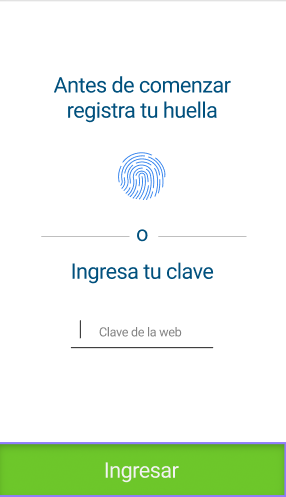 Antes de comenzar
registra tu huella
o
Ingresa tu clave
Clave de la web
Ingresar